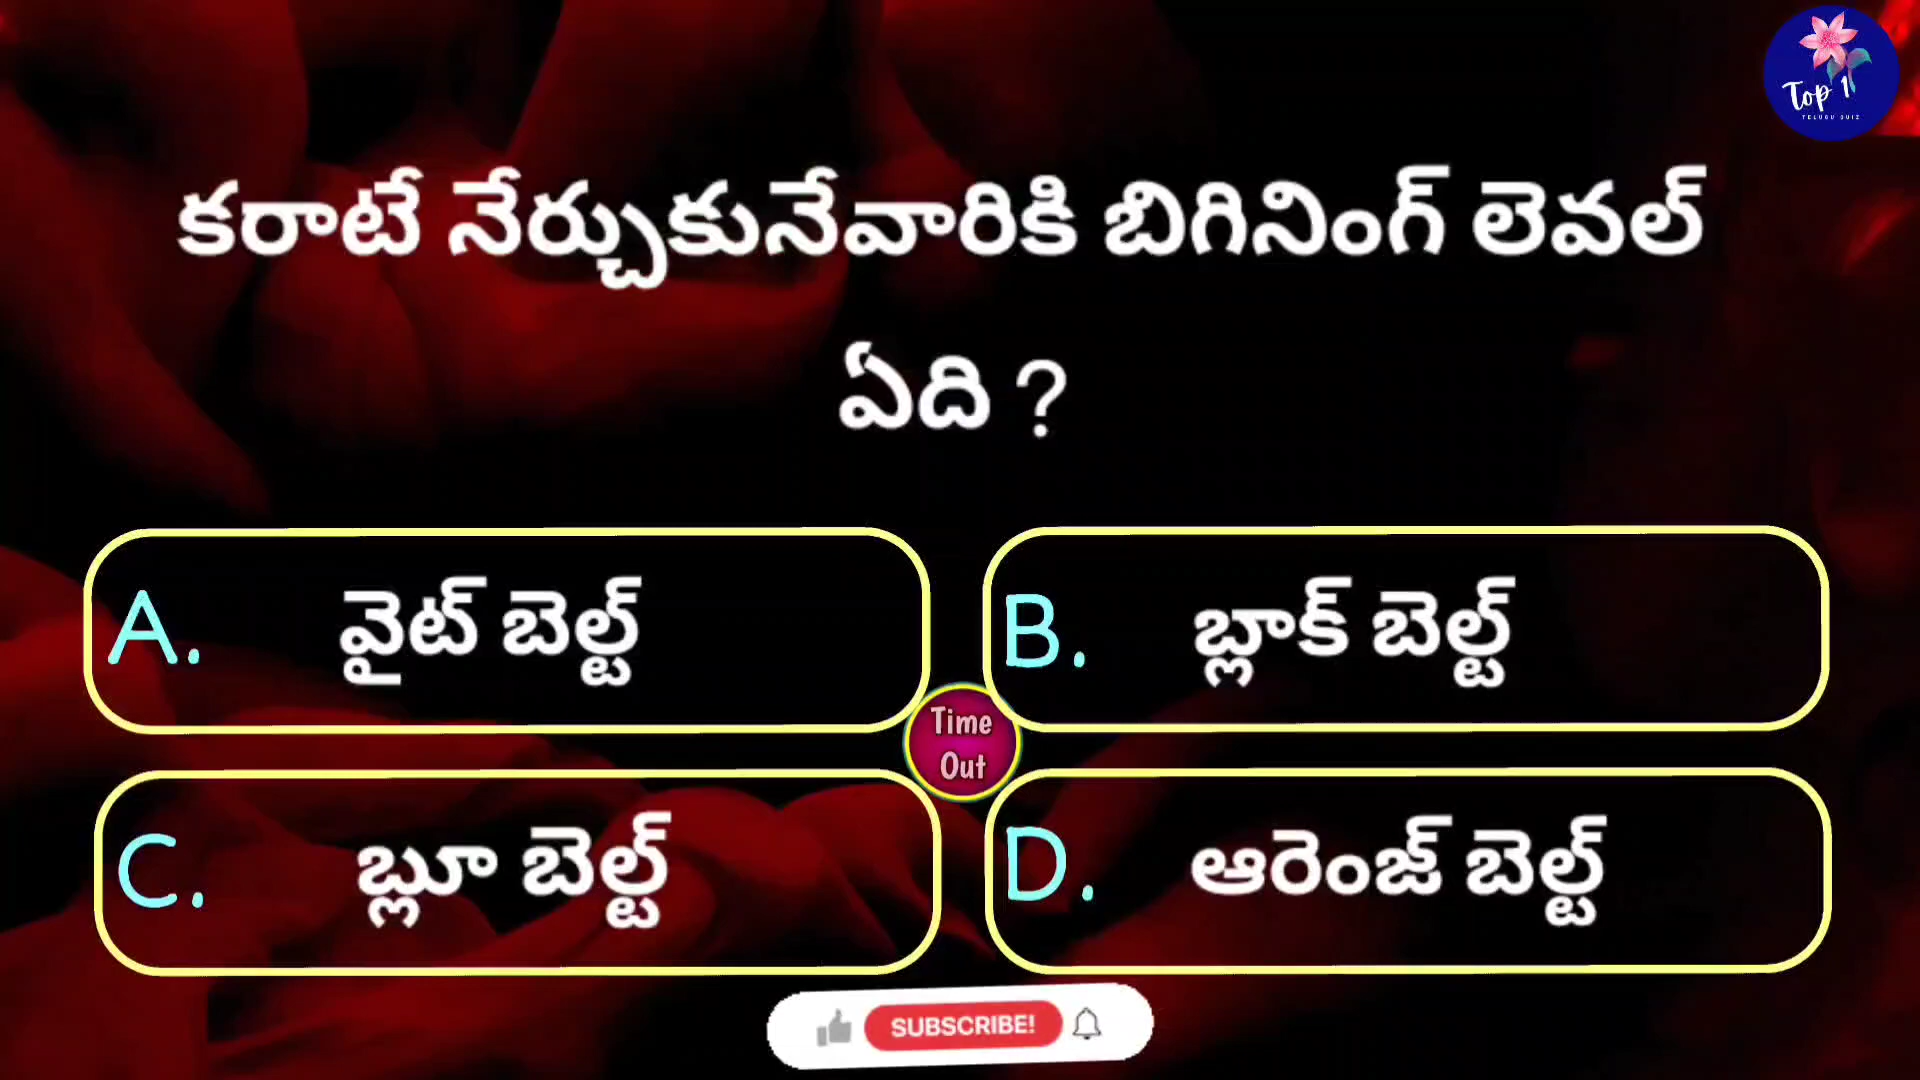 Top 1
TELUGU QUIZ
కరాటే నేర్చుకునేవారికి బిగినింగ్ లెవల్
ఏది ?
A. వైట్ బెల్ట్
B. బ్లాక్ బెల్ట్
Time
Out
C. బ్లూ బెల్ట్
D. ఆరెంజ్ బెల్ట్
SUBSCRIBE!